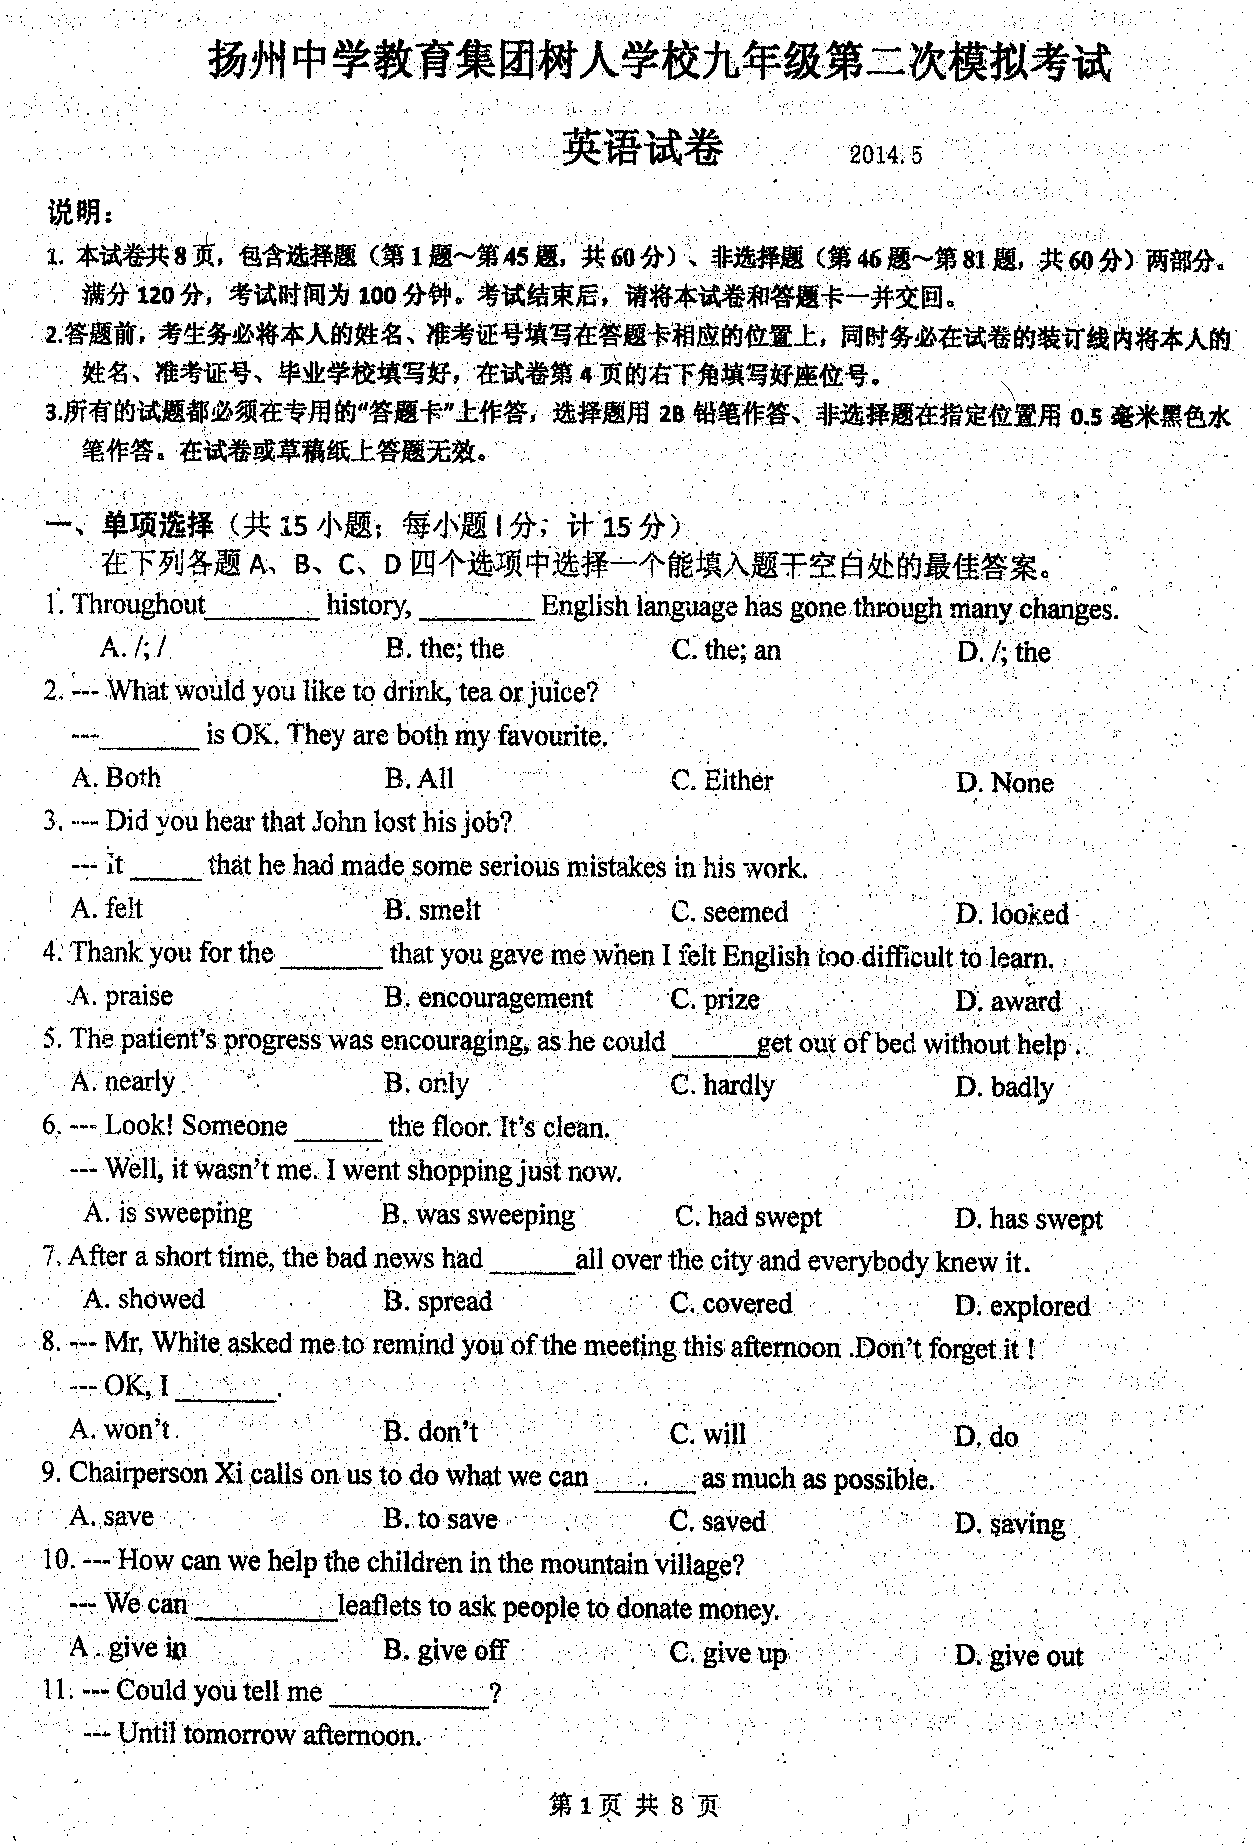 扬州中学教育集团树人学校九年级第二次模拟考试
英语试卷 2014.5
说明：
1. 本试卷共8页，包含选择题（第1题～第45题，共60分）、非选择题（第46题～第81题，共60分）两部分。
满分120分，考试时间为100分钟。考试结束后，请将本试卷和答题卡一并交回。
2.答题前，考生务必将本人的姓名、准考证号填写在答题卡相应的位置上，同时务必在试卷的装订线内将本人的
姓名、准考证号、毕业学校填写好，在试卷第4页的右下角填写好座位号。
3.所有的试题都必须在专用的“答题卡”上作答，选择题用2B铅笔作答、非选择题在指定位置用0.5毫米黑色水
笔作答。在试卷或草稿纸上答题无效。
一、单项选择（共15小题；每小题1分；计15分）
在下列各题A、B、C、D四个选项中选择一个能填入题干空白处的最佳答案。
1. Throughout________ history, ________ English language has gone through many changes.
A. /; / B. the; the C. the; an D. /; the
2. --- What would you like to drink, tea or juice?
---_______ is OK. They are both my favourite.
A. Both B. All C. Either D. None
3. --- Did you hear that John lost his job?
--- It _____ that he had made some serious mistakes in his work.
A. felt B. smelt C. seemed D. looked
4. Thank you for the _______ that you gave me when I felt English too difficult to learn.
A. praise B. encouragement C. prize D. award
5. The patient's progress was encouraging, as he could ______get out of bed without help .
A. nearly B. only C. hardly D. badly
6. --- Look! Someone ______ the floor. It's clean.
--- Well, it wasn't me. I went shopping just now.
A. is sweeping B. was sweeping C. had swept D. has swept
7. After a short time, the bad news had ______all over the city and everybody knew it.
A. showed B. spread C. covered D. explored
8. --- Mr. White asked me to remind you of the meeting this afternoon .Don't forget it !
--- OK, I _______.
A. won't B. don't C. will D. do
9. Chairperson Xi calls on us to do what we can _______ as much as possible.
A. save B. to save C. saved D. saving
10. --- How can we help the children in the mountain village?
--- We can __________leaflets to ask people to donate money.
A . give in B. give off C. give up D. give out
11. --- Could you tell me ___________?
--- Until tomorrow afternoon.
第 1 页 共 8 页